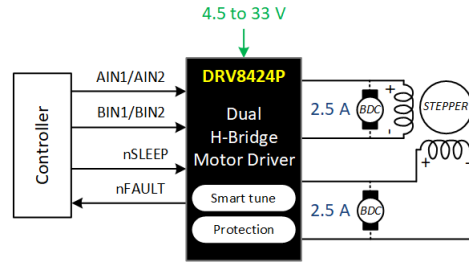 4.5 to 33 V
Controller
AIN1/AIN2
BIN1/BIN2
nSLEEP
nFAULT
DRV8424P
Dual
H-Bridge
Motor Driver
Smart tune
Protection
2.5 A
BDC
+
-
STEPPER
+
-
2.5 A
BDC